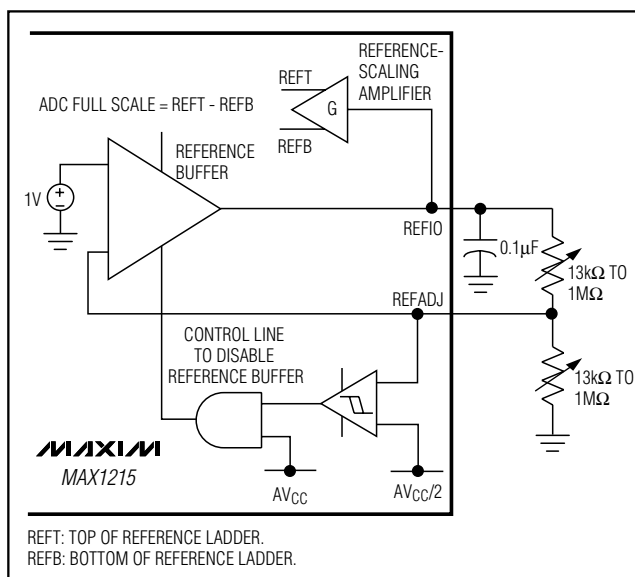 REFERENCE-
SCALING
AMPLIFIER
REFT
G
REFB
ADC FULL SCALE = REFT - REFB
REFERENCE
BUFFER
1V
REFIO
0.1μF
13kΩ TO
1MΩ
REFADJ
CONTROL LINE
TO DISABLE
REFERENCE BUFFER
13kΩ TO
1MΩ
MAXIM
MAX1215
AVCC
AVCC/2
REFT: TOP OF REFERENCE LADDER.
REFB: BOTTOM OF REFERENCE LADDER.